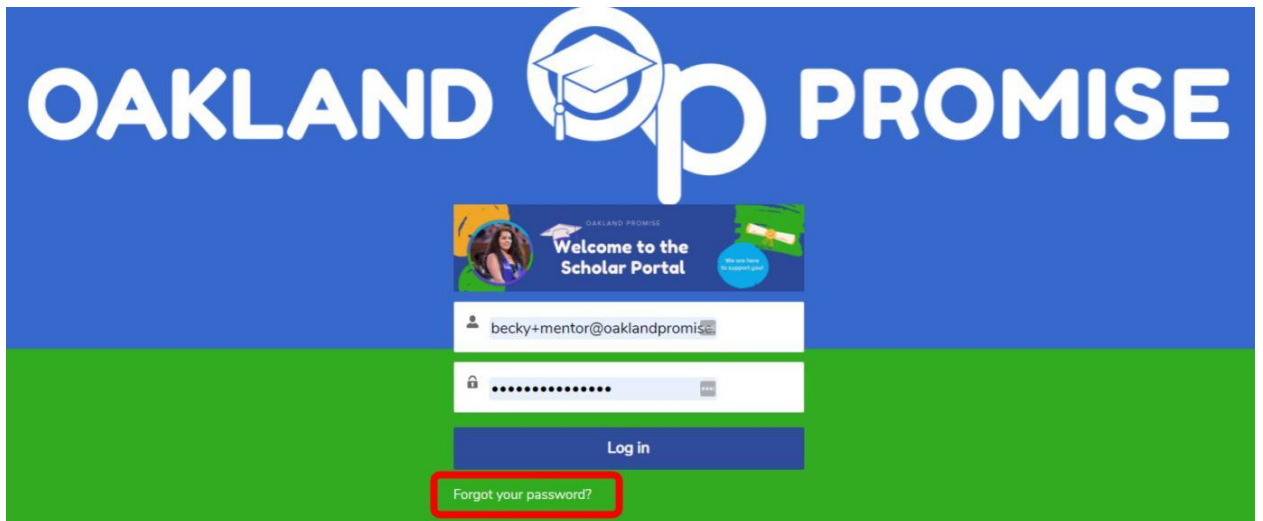 OAKLAND Op PROMISE
OAKLAND PROMISE
Welcome to the
Scholar Portal
We are here
to support you!
becky+mentor@oaklandpromise.
Log in
Forgot your password?